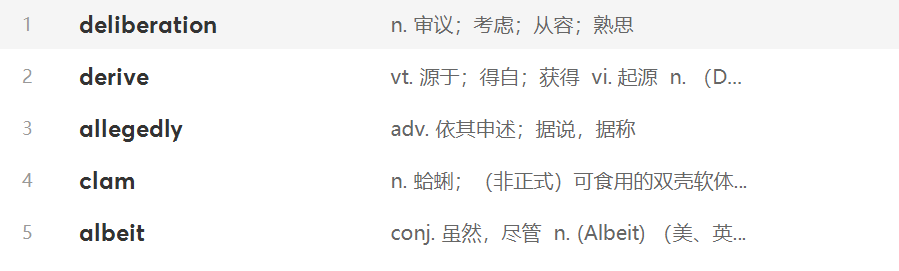 1 deliberation n. 审议；考虑；从容；熟思
2 derive vt. 源于；得自；获得 vi. 起源 n. （D...
3 allegedly adv. 依其申述；据说，据称
4 clam n. 蛤蜊；（非正式）可食用的双壳软体...
5 albeit conj. 虽然，尽管 n. (Albeit) （美、英...